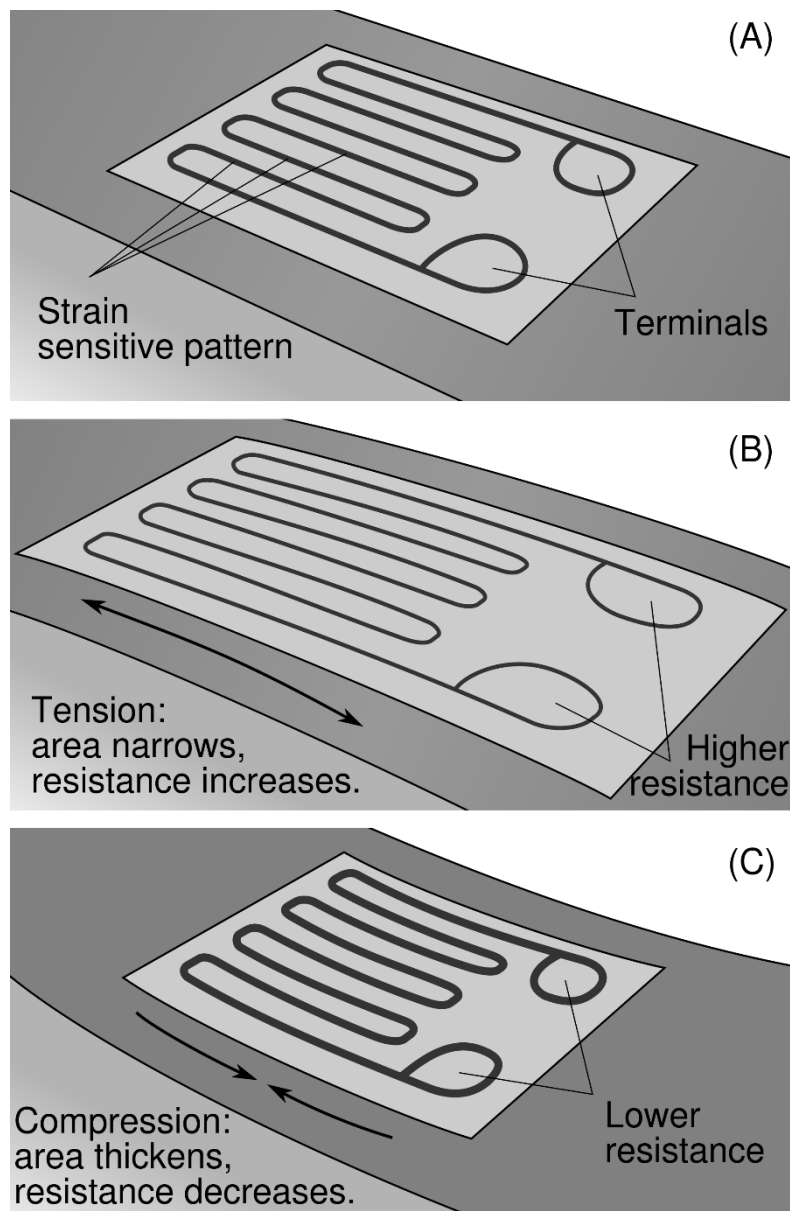 (A)
Strain
sensitive pattern
Terminals
(B)
Tension:
area narrows,
resistance increases.
Higher
resistance
(C)
Compression:
area thickens,
resistance decreases.
Lower
resistance